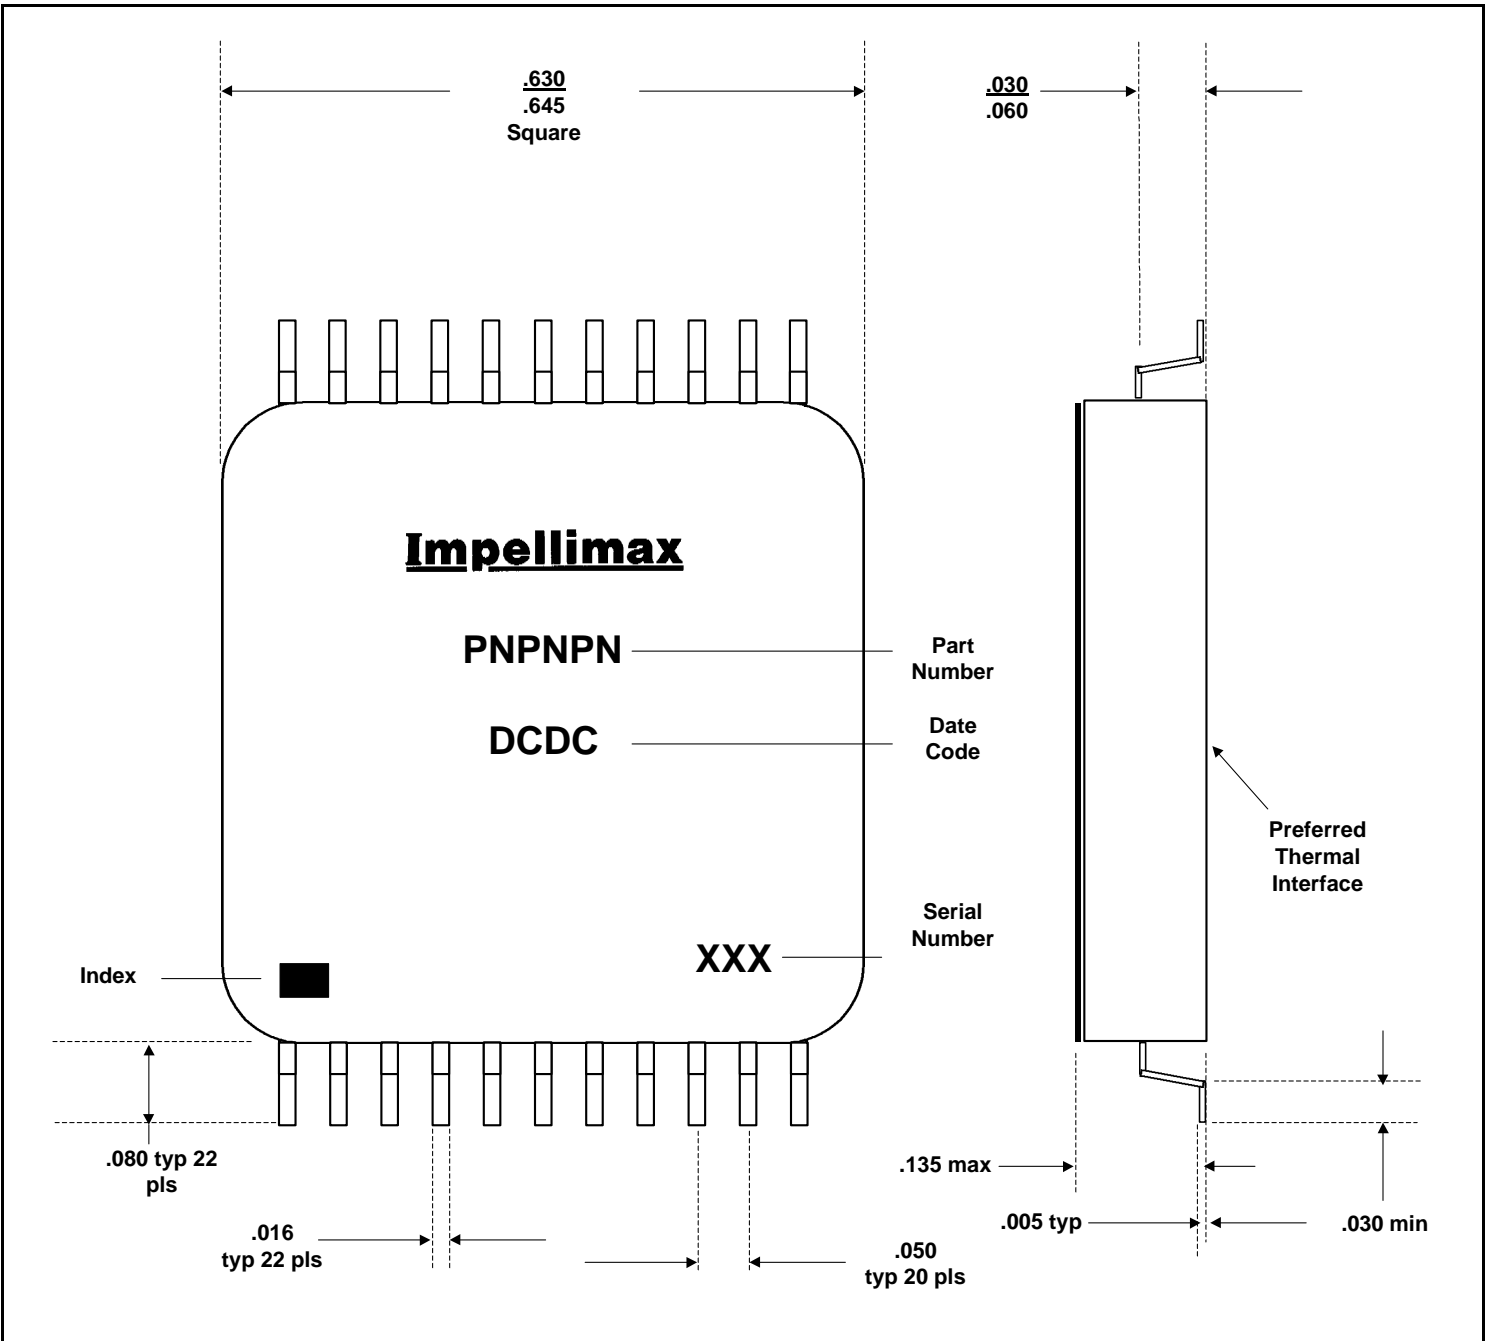 .630
.645
Square
.030
.060
Impellimax
PNPNPN
Part
Number
DCDC
Date
Code
Preferred
Thermal
Interface
Serial
Number
XXX
Index
.080 typ 22
pls
.135 max
.016
typ 22 pls
.005 typ
.030 min
.050
typ 20 pls